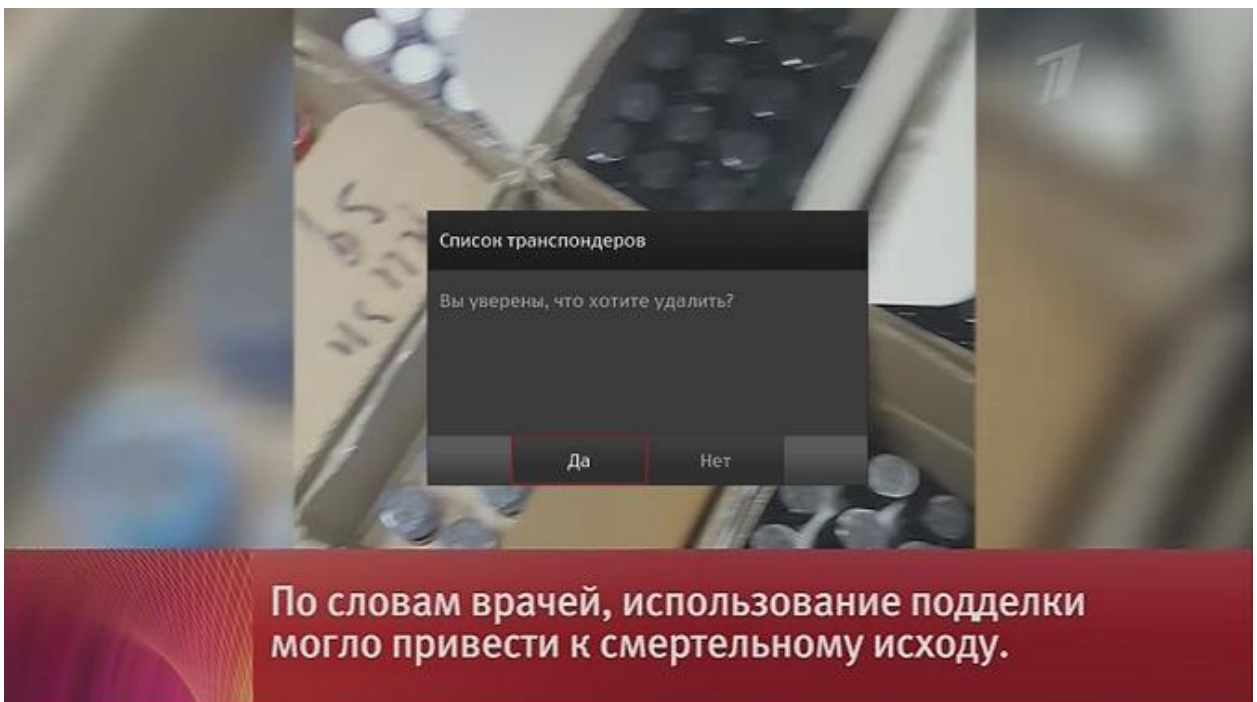 Список транспондеров
Вы уверены, что хотите удалить?
Да
Нет
По словам врачей, использование подделки
могло привести к смертельному исходу.